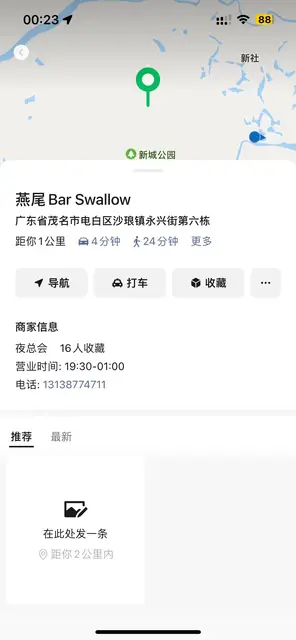 00:23
88
新社
新城公园
燕尾Bar Swallow
广东省茂名市电白区沙琅镇永兴街第六栋
距你1公里 4分钟 24分钟 更多
导航 打车 收藏 ···
商家信息
夜总会 16人收藏
营业时间: 19:30-01:00
电话: 13138774711
推荐 最新
在此处发一条
距你2公里内